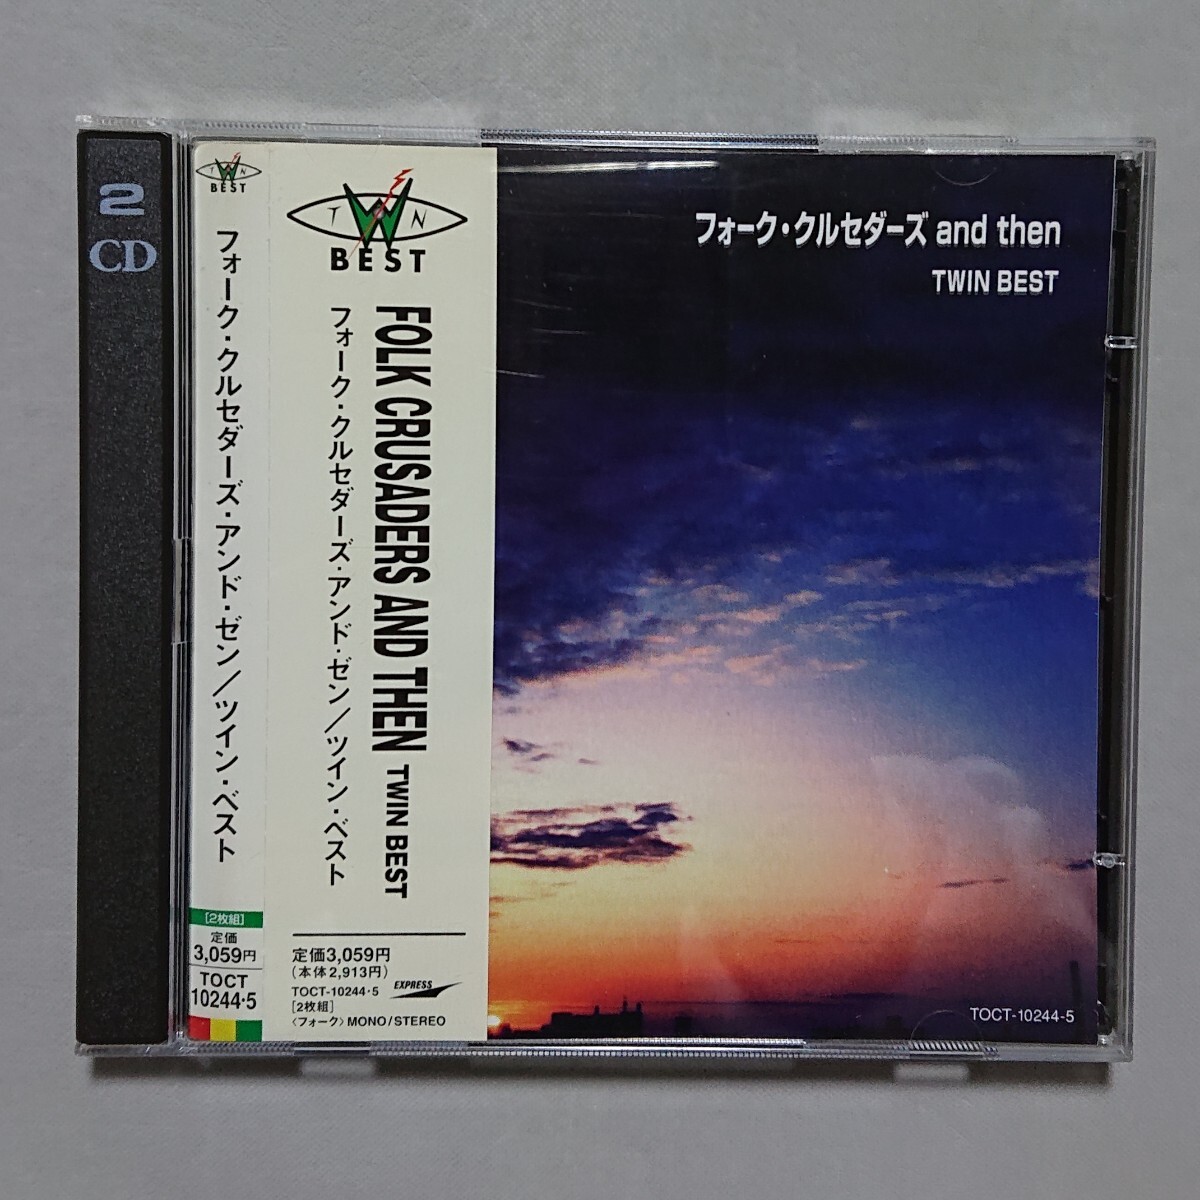 2
CD
TWIN
BEST
フォーク・クルセダーズ・アンド・ゼン／ツイン・ベスト
[2枚組]
定価
3,059円
TOCT
10244・5
TWIN
BEST
FOLK CRUSADERS AND THEN TWIN BEST
フォーク・クルセダーズ・アンド・ゼン／ツイン・ベスト
定価3,059円
(本体2,913円)
TOCT-10244・5
EXPRESS
[2枚組]
〈フォーク〉MONO/STEREO
フォーク・クルセダーズ and then
TWIN BEST
TOCT-10244-5